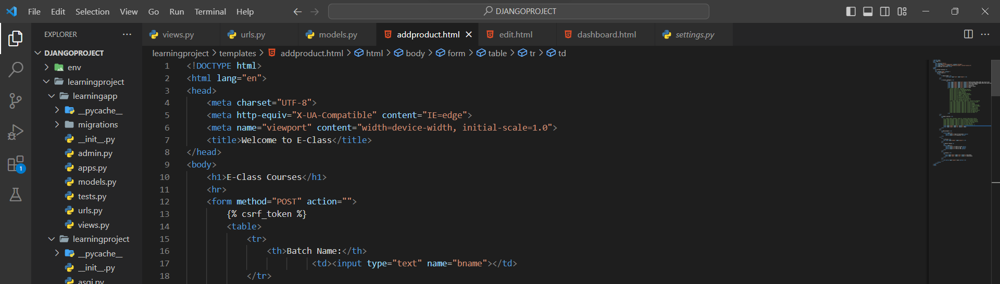 File Edit Selection View Go Run Terminal Help
DJANGOPROJECT
EXPLORER
views.py urls.py models.py addproduct.html edit.html dashboard.html settings.py
DJANGOPROJECT
learningproject > templates > addproduct.html > html > body > form > table > tr > td
env
learningproject
learningapp
__pycache__
migrations
__init__.py
admin.py
apps.py
models.py
tests.py
urls.py
views.py
learningproject
__pycache__
__init__.py
asgi.py
1
1 <!DOCTYPE html>
2 <html lang="en">
3 <head>
4 <meta charset="UTF-8">
5 <meta http-equiv="X-UA-Compatible" content="IE=edge">
6 <meta name="viewport" content="width=device-width, initial-scale=1.0">
7 <title>Welcome to E-Class</title>
8 </head>
9 <body>
10 <h1>E-Class Courses</h1>
11 <hr>
12 <form method="POST" action="">
13 {% csrf_token %}
14 <table>
15 <tr>
16 <th>Batch Name:</th>
17 <td><input type="text" name="bname"></td>
18 </tr>